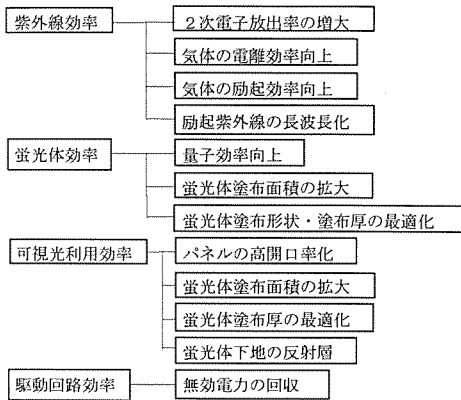 紫外線効率
２次電子放出率の増大
気体の電離効率向上
気体の励起効率向上
励起紫外線の長波長化
蛍光体効率
量子効率向上
蛍光体塗布面積の拡大
蛍光体塗布形状・塗布厚の最適化
可視光利用効率
パネルの高開口率化
蛍光体塗布面積の拡大
蛍光体塗布厚の最適化
蛍光体下地の反射層
駆動回路効率
無効電力の回収